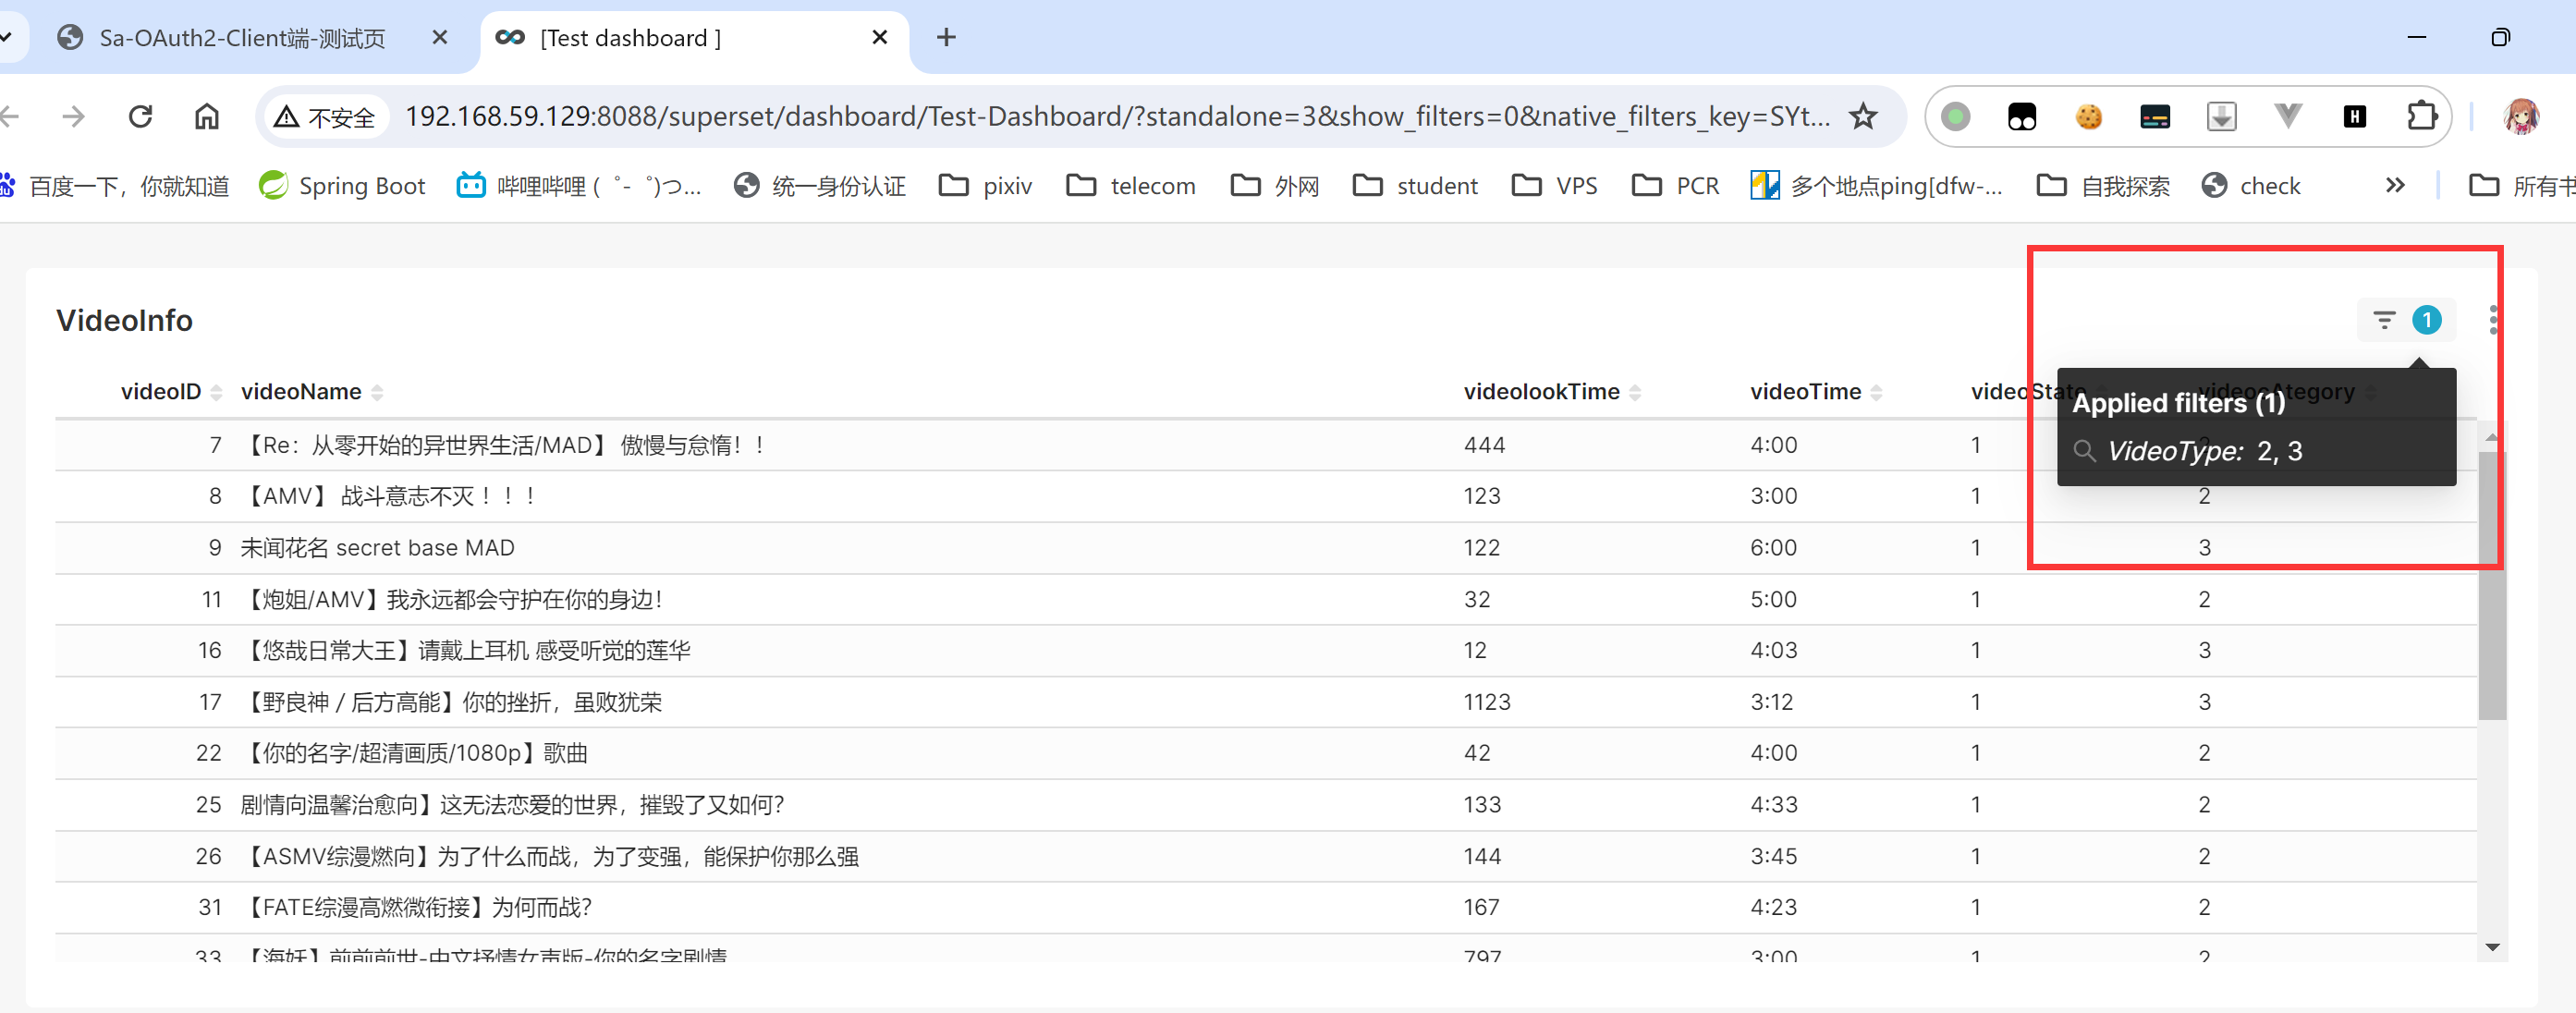 Sa-OAuth2-Client端-测试页
[Test dashboard ]
不安全 192.168.59.129:8088/superset/dashboard/Test-Dashboard/?standalone=3&show_filters=0&native_filters_key=SYt...
百度一下，你就知道 Spring Boot 哔哩哔哩 (゜-゜)つ... 统一身份认证 pixiv telecom 外网 student VPS PCR 多个地点ping[dfw-... 自我探索 check 所有书
VideoInfo
1
videoID videoName videolookTime videoTime videoState videocAtegory
Applied filters (1)
VideoType: 2, 3
7 【Re：从零开始的异世界生活/MAD】 傲慢与怠惰！！ 444 4:00 1
8 【AMV】 战斗意志不灭！！！ 123 3:00 1 2
9 未闻花名 secret base MAD 122 6:00 1 3
11 【炮姐/AMV】我永远都会守护在你的身边！ 32 5:00 1 2
16 【悠哉日常大王】请戴上耳机 感受听觉的莲华 12 4:03 1 3
17 【野良神 / 后方高能】你的挫折，虽败犹荣 1123 3:12 1 3
22 【你的名字/超清画质/1080p】歌曲 42 4:00 1 2
25 剧情向温馨治愈向】这无法恋爱的世界，摧毁了又如何？ 133 4:33 1 2
26 【ASMV综漫燃向】为了什么而战，为了变强，能保护你那么强 144 3:45 1 2
31 【FATE综漫高燃微衔接】为何而战？ 167 4:23 1 2
33 【海妖】前前前世-中文抒情女声版-你的名字剧情 797 3:00 1 2